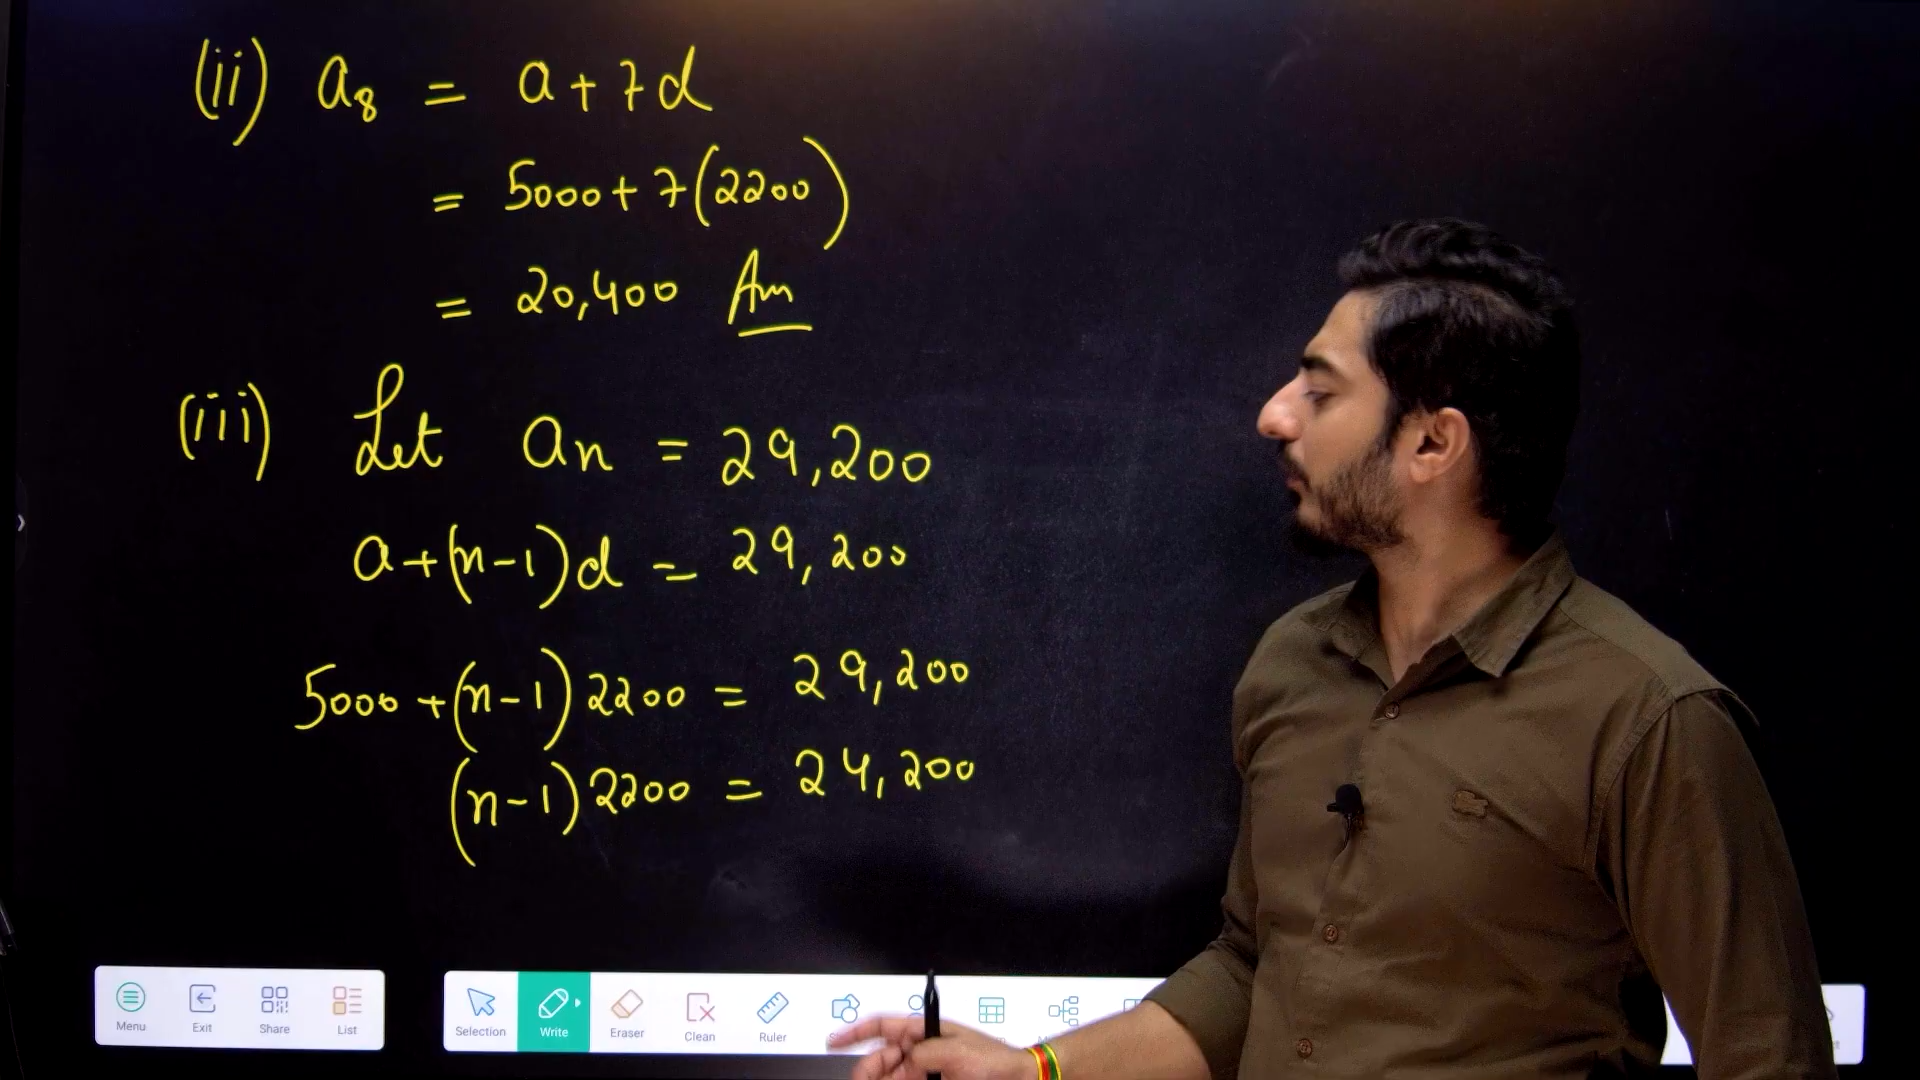 (ii) a₈ = a + 7d
= 5000 + 7(2200)
= 20,400 Ans
(iii) Let an = 29,200
a + (n-1)d = 29,200
5000 + (n-1) 2200 = 29,200
(n-1) 2200 = 24,200
Menu Exit Share List Selection Write Eraser Clean Ruler